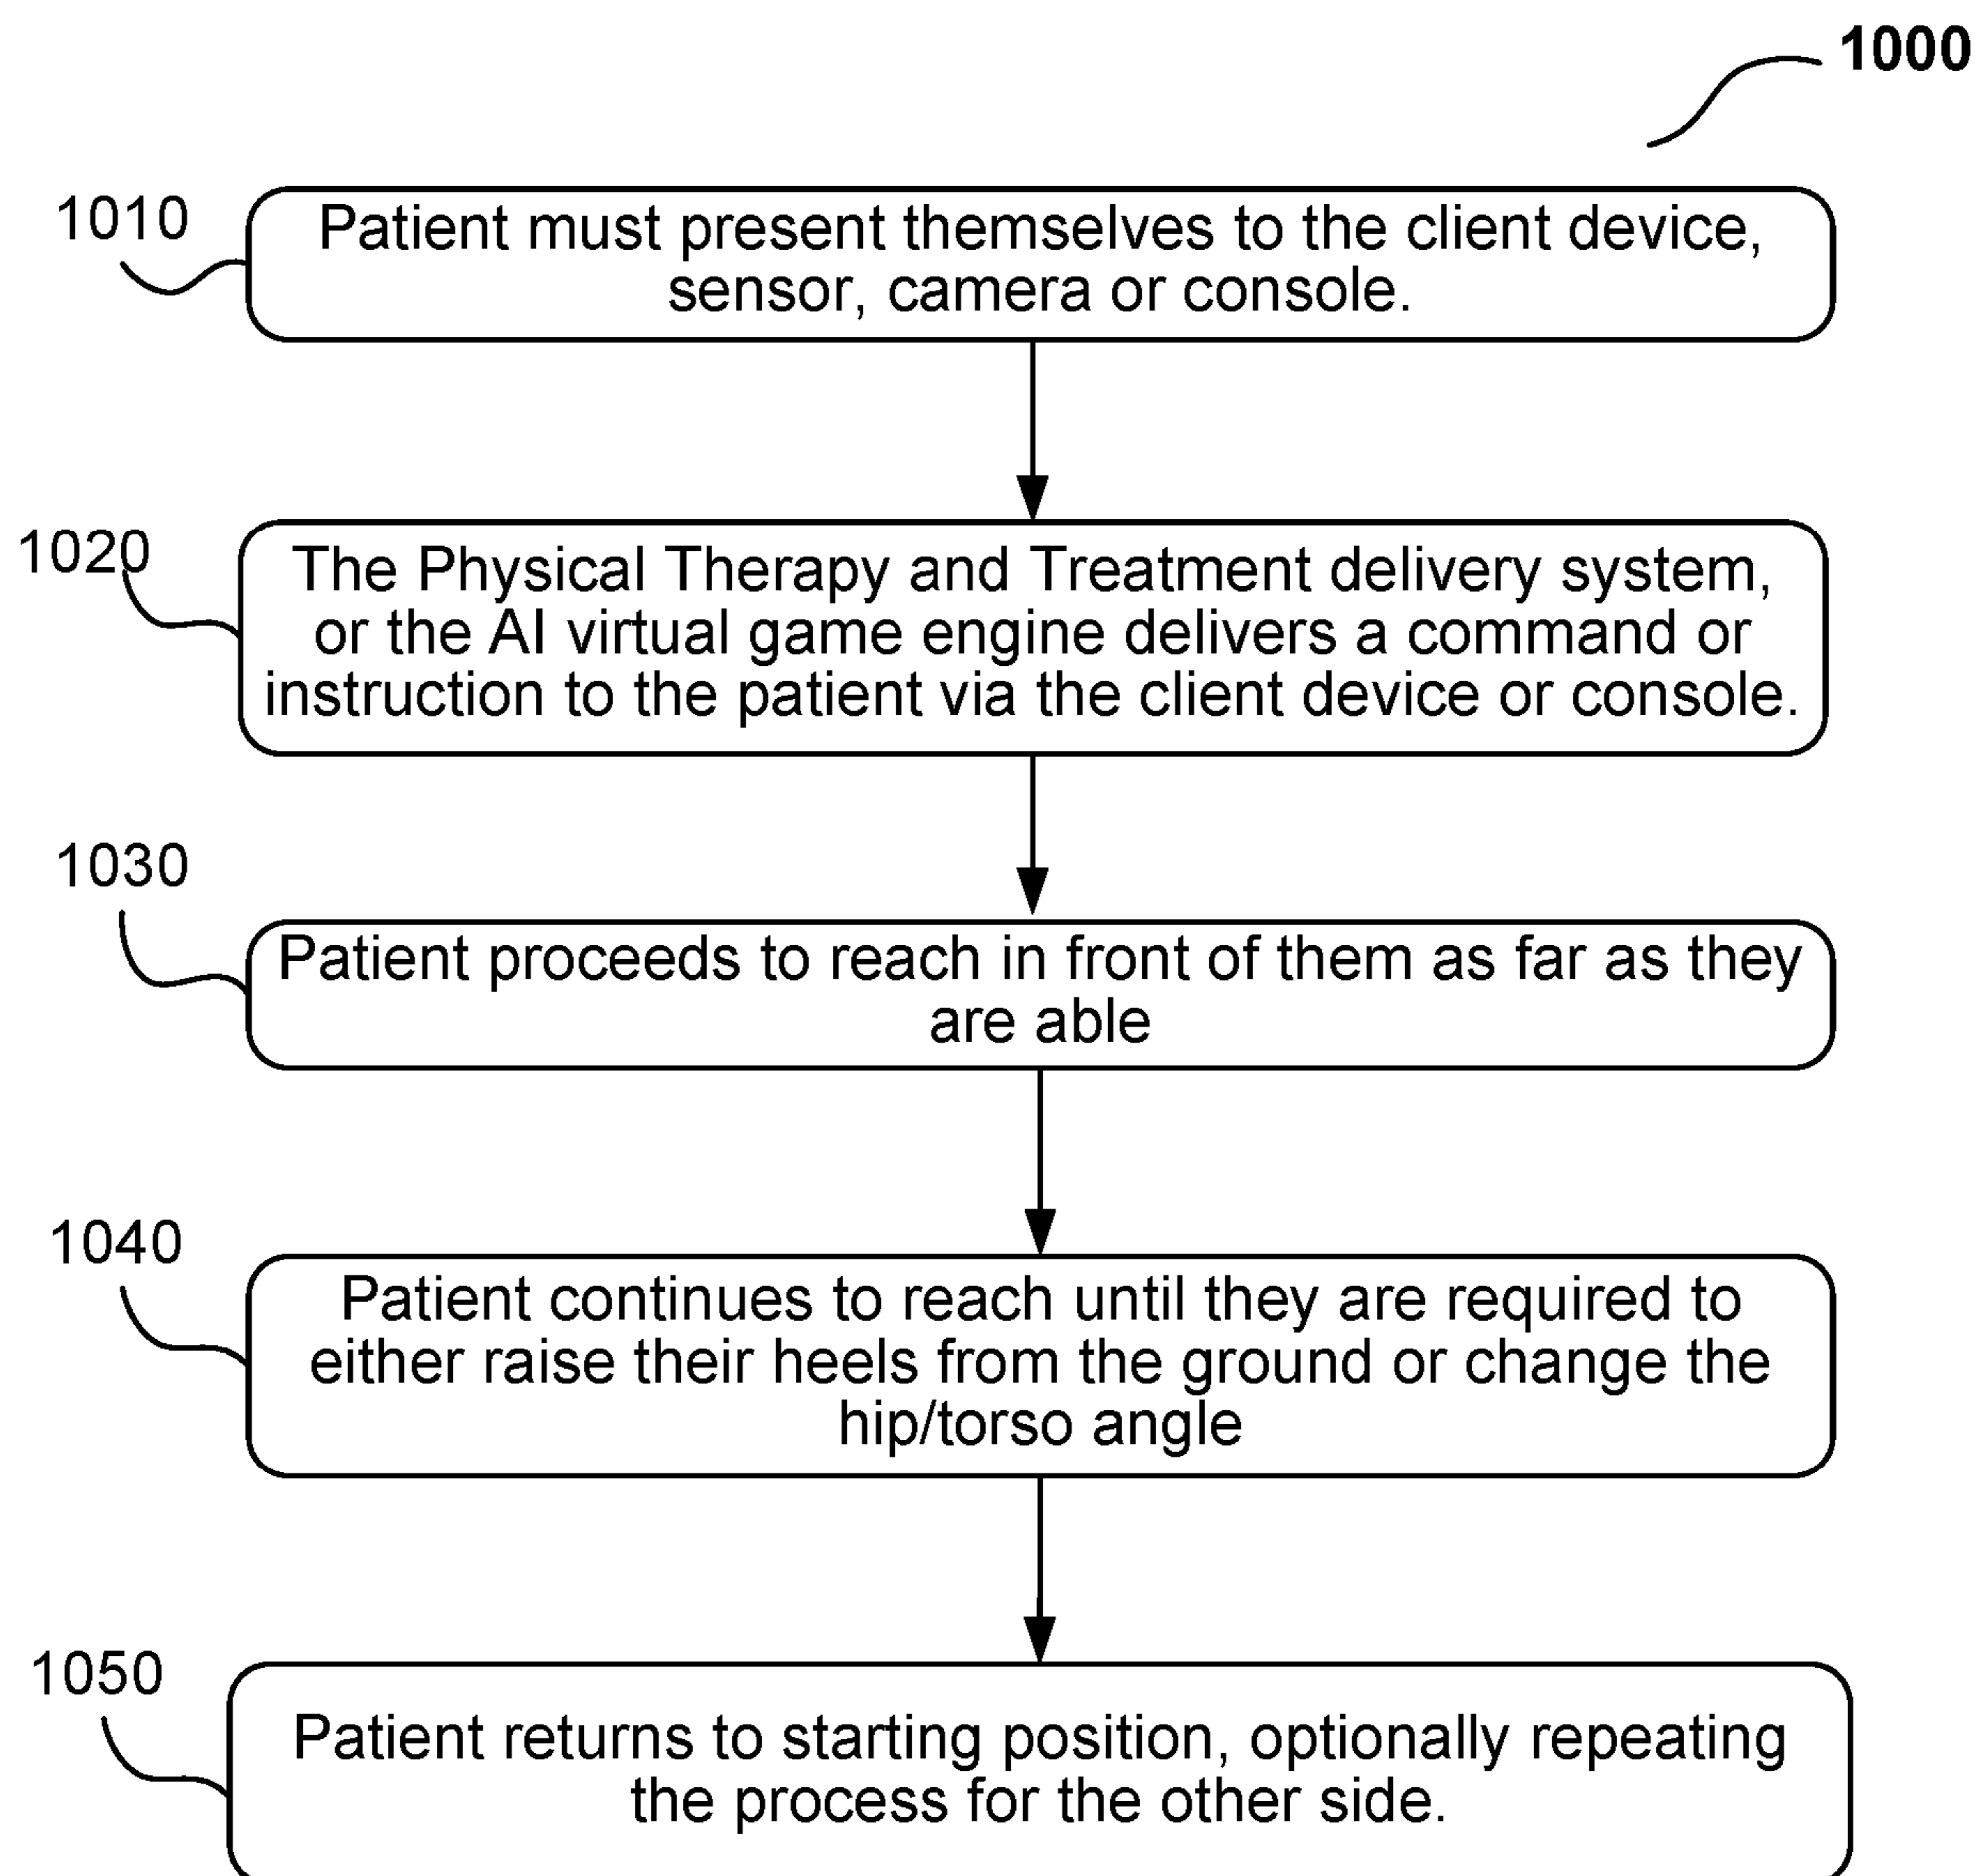 1000
1010
Patient must present themselves to the client device,
sensor, camera or console.
1020
The Physical Therapy and Treatment delivery system,
or the AI virtual game engine delivers a command or
instruction to the patient via the client device or console.
1030
Patient proceeds to reach in front of them as far as they
are able
1040
Patient continues to reach until they are required to
either raise their heels from the ground or change the
hip/torso angle
1050
Patient returns to starting position, optionally repeating
the process for the other side.